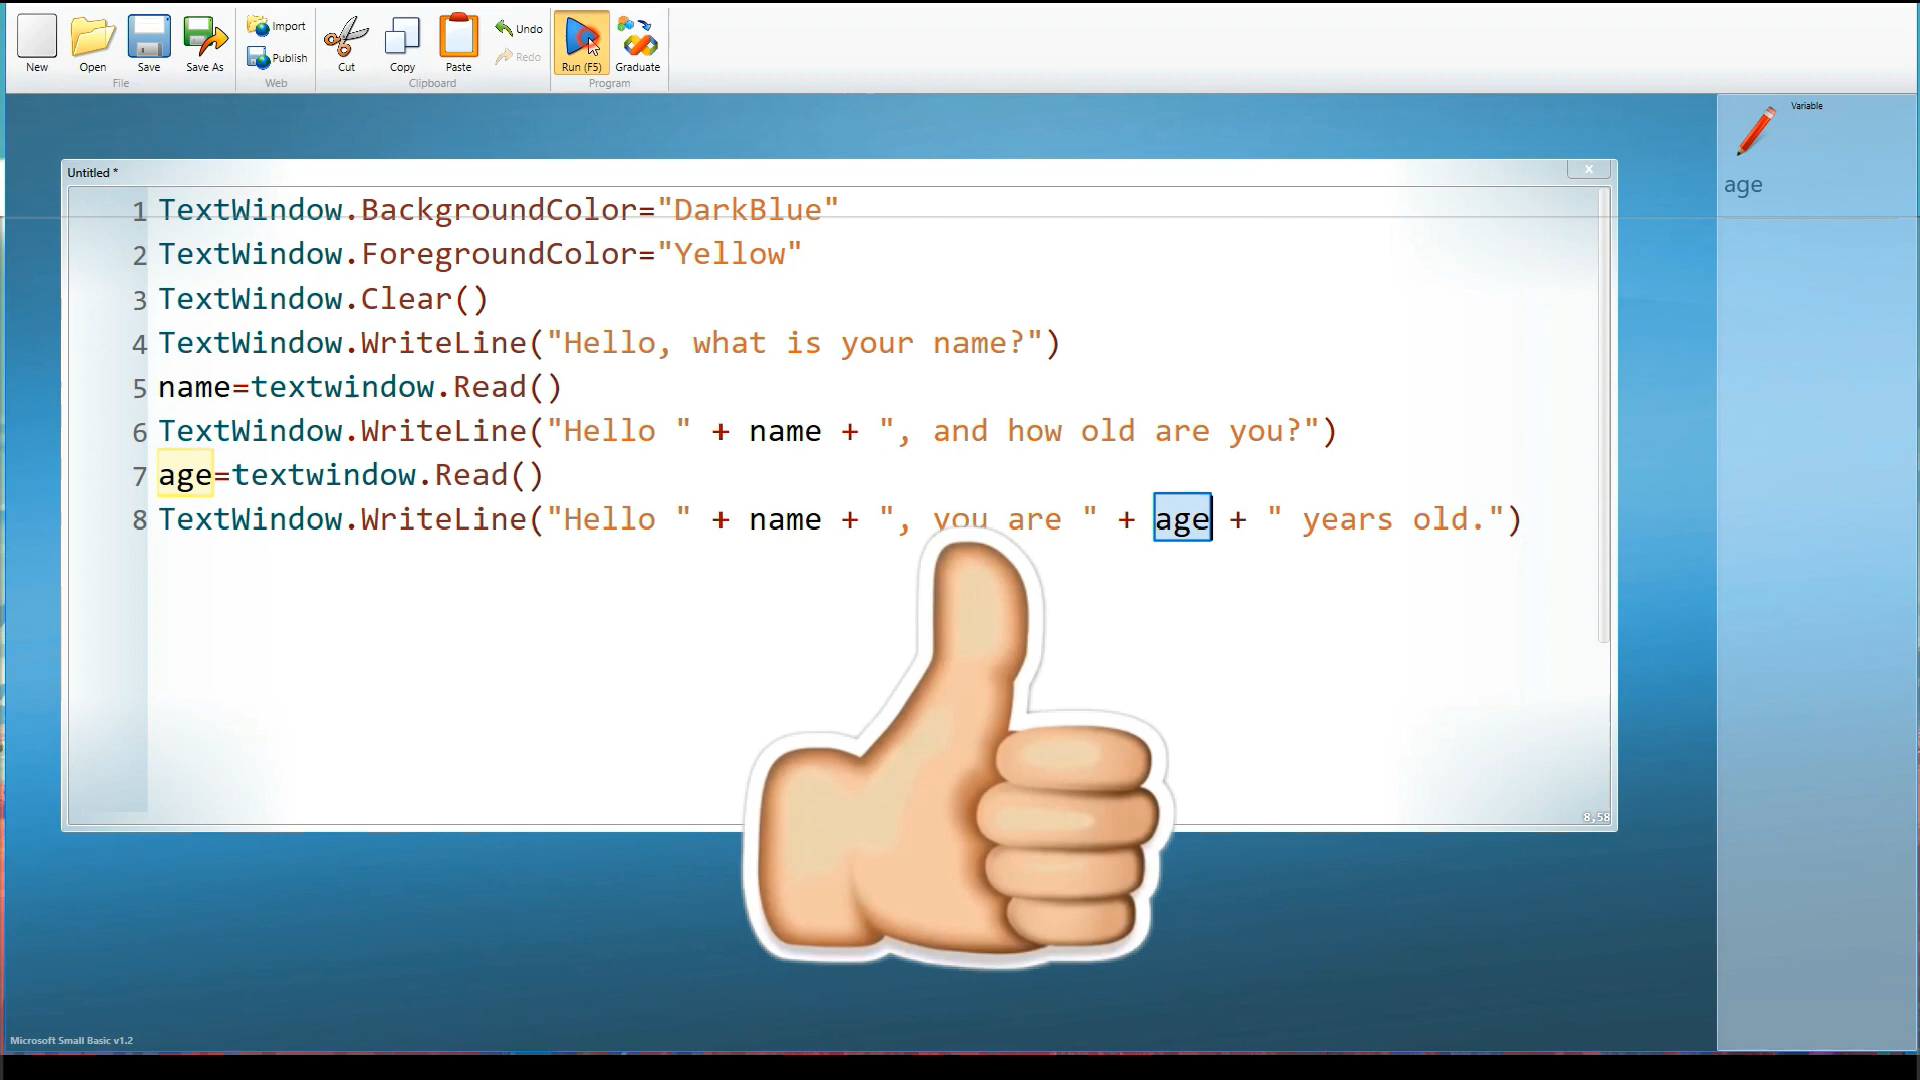 New
Open
Save
Save As
File
Import
Publish
Web
Cut
Copy
Paste
Undo
Redo
Clipboard
Run (F5)
Graduate
Program
Variable
age
Untitled *
x
1 TextWindow.BackgroundColor="DarkBlue"
2 TextWindow.ForegroundColor="Yellow"
3 TextWindow.Clear()
4 TextWindow.WriteLine("Hello, what is your name?")
5 name=textwindow.Read()
6 TextWindow.WriteLine("Hello " + name + ", and how old are you?")
7 age=textwindow.Read()
8 TextWindow.WriteLine("Hello " + name + ", you are " + age + " years old.")
8,58
Microsoft Small Basic v1.2